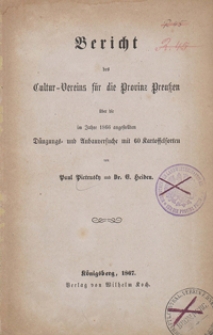 Bericht
des
Cultur-Vereins für die Provinz Preußen
über die
im Jahre 1866 angestellten
Düngungs- und Anbauversuche mit 60 Kartoffelsorten
von
Paul Pietrusky und Dr. E. Heiden.
Königsberg, 1867.
Verlag von Wilhelm Koch.